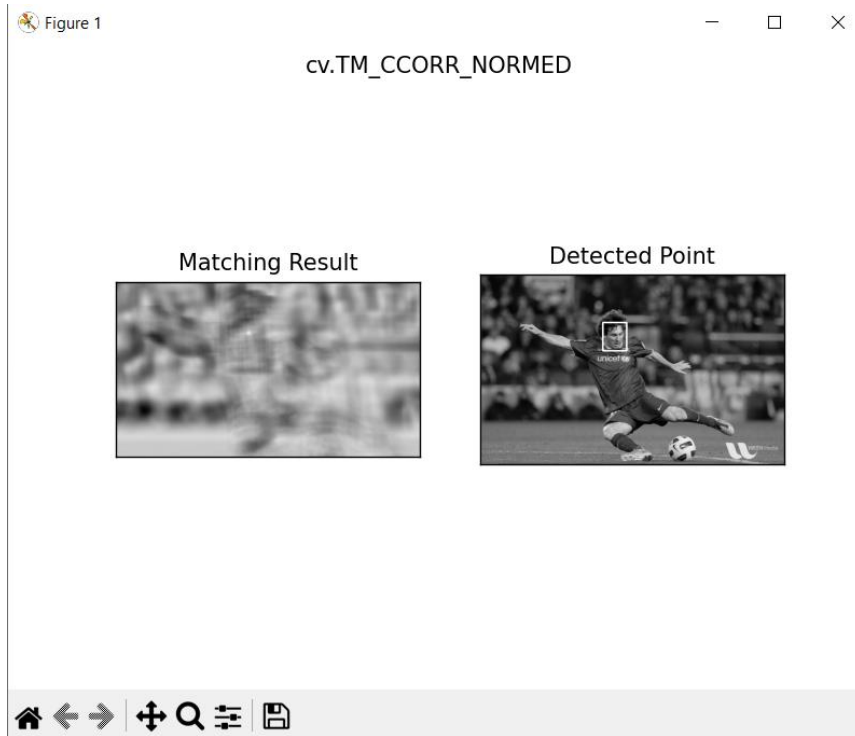 Figure 1
cv.TM_CCORR_NORMED
Matching Result
Detected Point
unicef